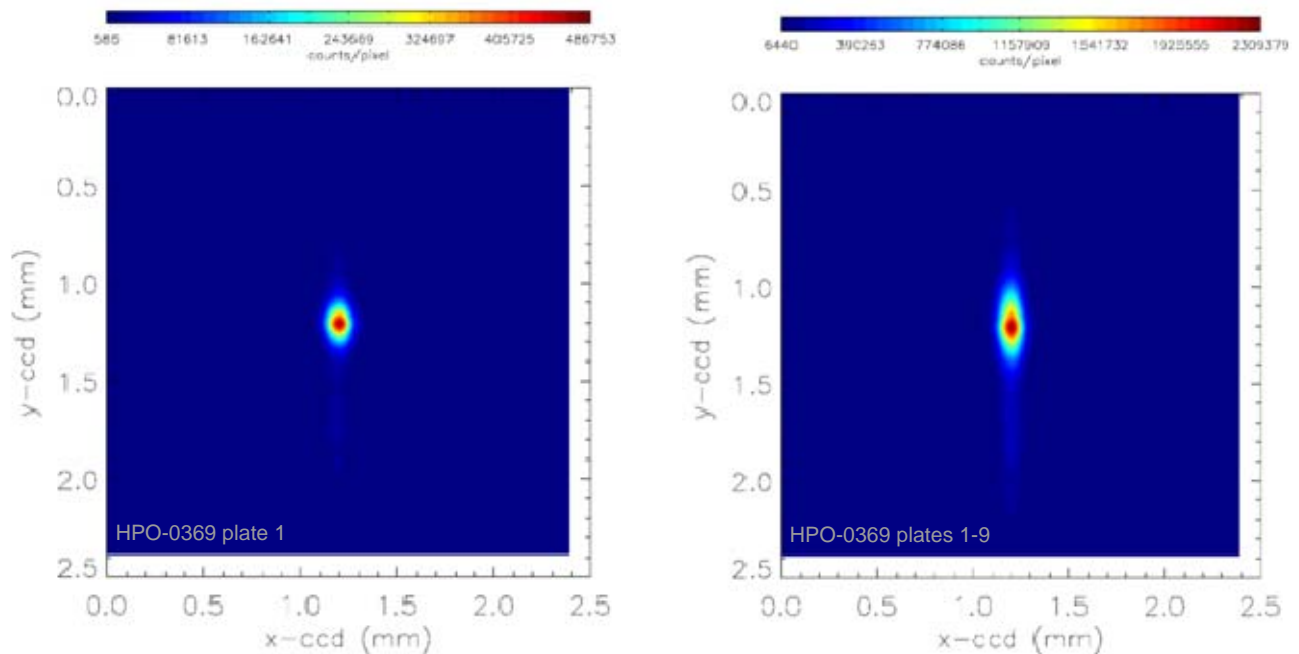 585 81613 162641 243669 324697 405725 486753
counts/pixel
0.0
0.5
1.0
1.5
2.0
2.5
y-ccd (mm)
HPO-0369 plate 1
0.0 0.5 1.0 1.5 2.0 2.5
x-ccd (mm)
6440 390263 774086 1157909 1541732 1925555 2309379
counts/pixel
0.0
0.5
1.0
1.5
2.0
2.5
y-ccd (mm)
HPO-0369 plates 1-9
0.0 0.5 1.0 1.5 2.0 2.5
x-ccd (mm)